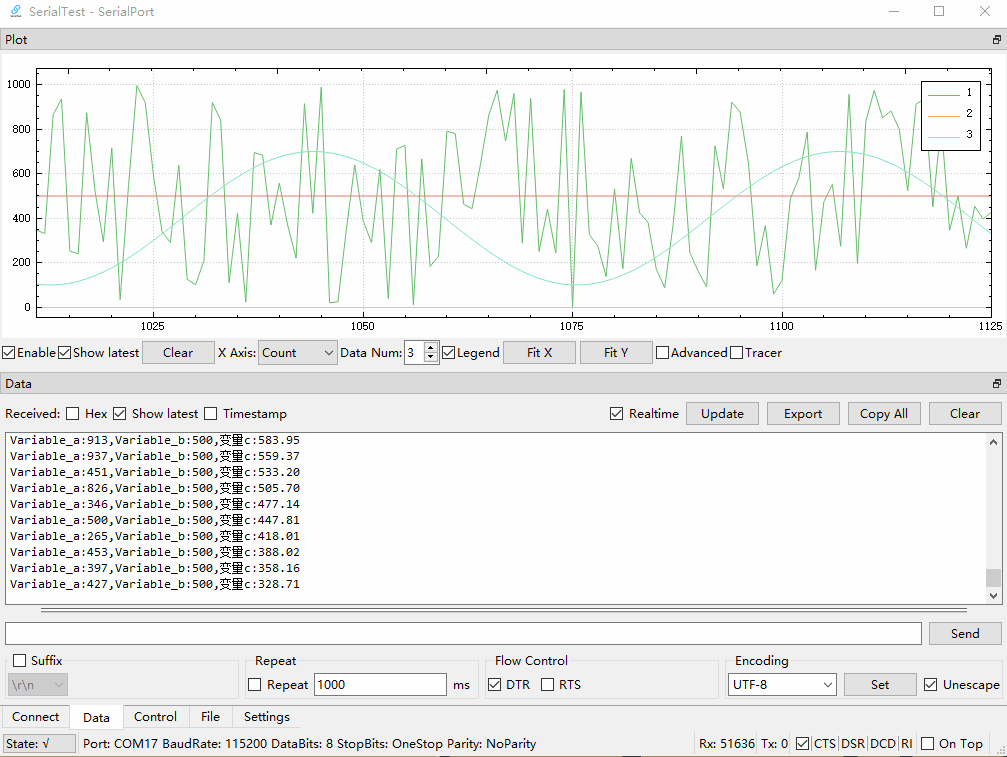 SerialTest - SerialPort
Plot
1000
800
600
400
200
0
1025
1050
1075
1100
1125
1
2
3
Enable Show latest Clear X Axis: Count Data Num: 3 Legend Fit X Fit Y Advanced Tracer
Data
Received: Hex Show latest Timestamp Realtime Update Export Copy All Clear
Variable_a:913,Variable_b:500,变量c:583.95
Variable_a:937,Variable_b:500,变量c:559.37
Variable_a:451,Variable_b:500,变量c:533.20
Variable_a:826,Variable_b:500,变量c:505.70
Variable_a:346,Variable_b:500,变量c:477.14
Variable_a:500,Variable_b:500,变量c:447.81
Variable_a:265,Variable_b:500,变量c:418.01
Variable_a:453,Variable_b:500,变量c:388.02
Variable_a:397,Variable_b:500,变量c:358.16
Variable_a:427,Variable_b:500,变量c:328.71
Send
Suffix Repeat Flow Control Encoding
\r\n Repeat 1000 ms DTR RTS UTF-8 Set Unescape
Connect Data Control File Settings
State: √ Port: COM17 BaudRate: 115200 DataBits: 8 StopBits: OneStop Parity: NoParity Rx: 51636 Tx: 0 CTS DSR DCD RI On Top